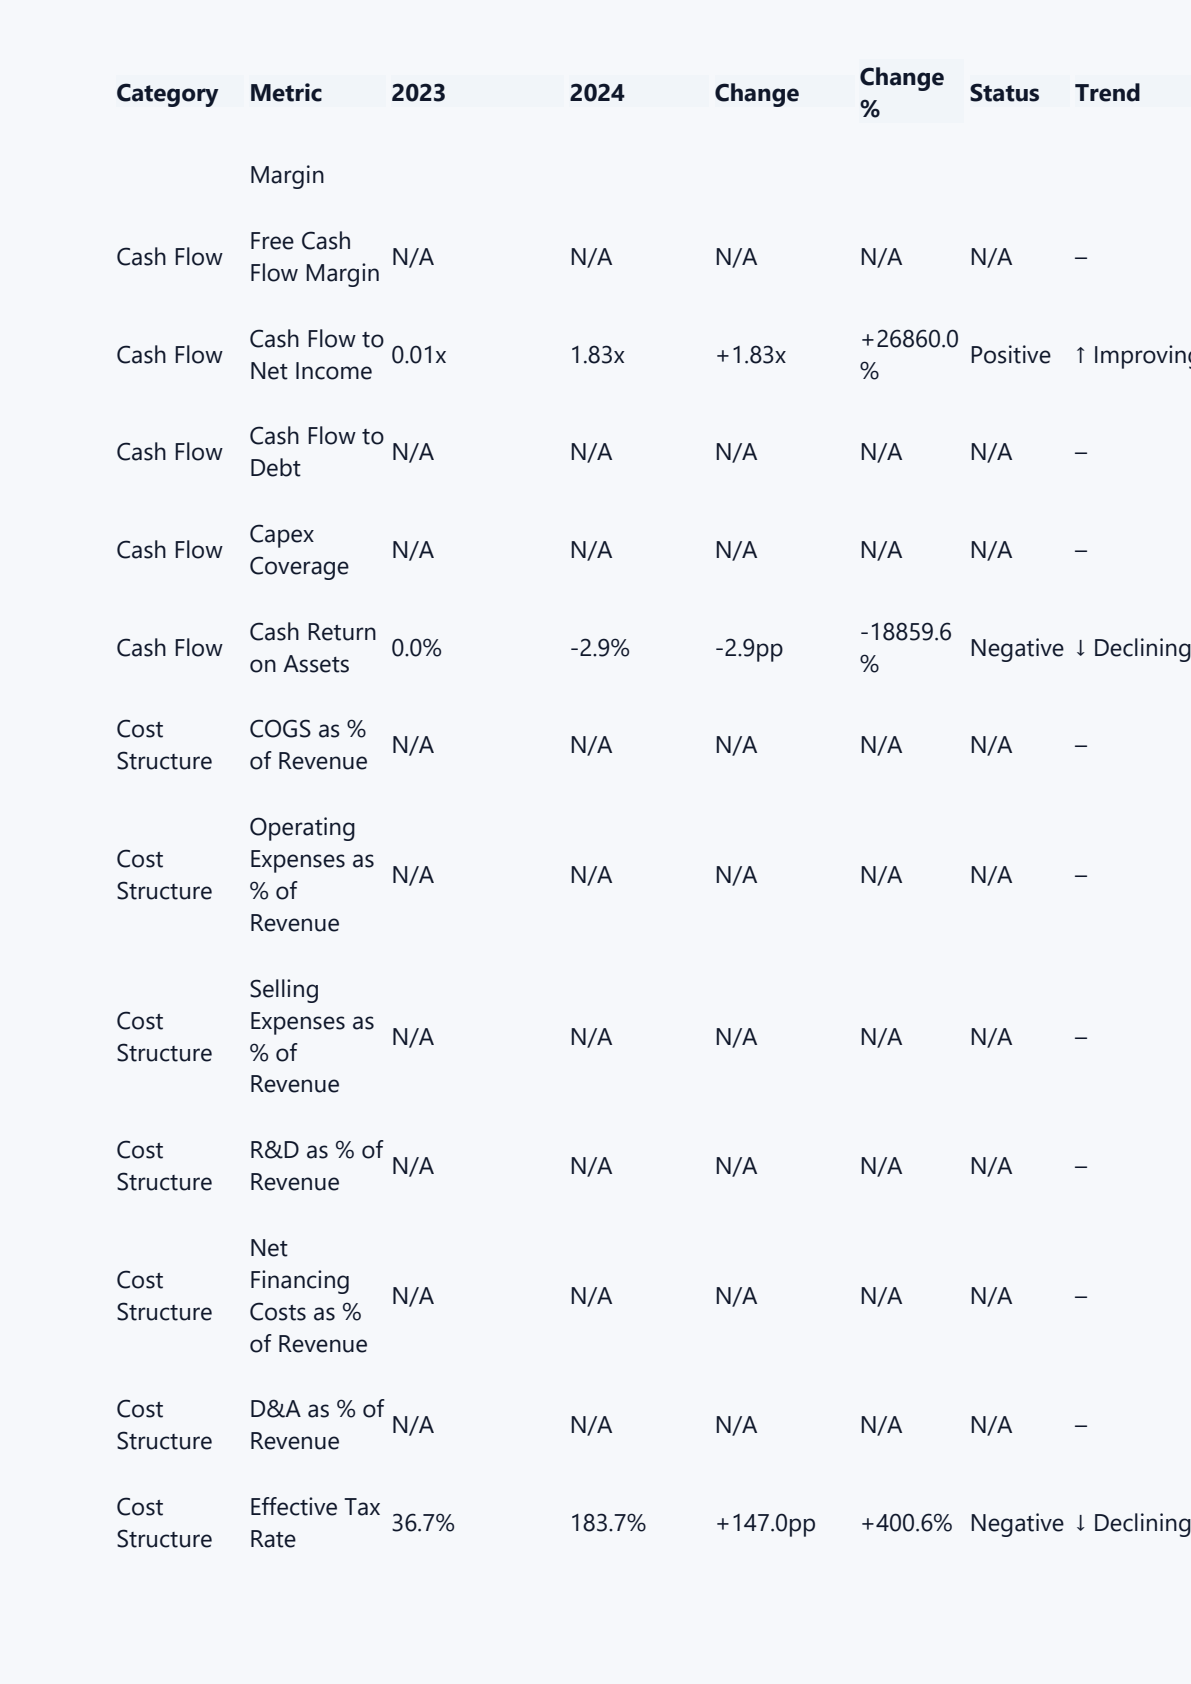 Category Metric 2023 2024 Change Change % Status Trend
Margin
Cash Flow Free Cash Flow Margin N/A N/A N/A N/A N/A –
Cash Flow Cash Flow to Net Income 0.01x 1.83x +1.83x +26860.0 % Positive ↑ Improving
Cash Flow Cash Flow to Debt N/A N/A N/A N/A N/A –
Cash Flow Capex Coverage N/A N/A N/A N/A N/A –
Cash Flow Cash Return on Assets 0.0% -2.9% -2.9pp -18859.6 % Negative ↓ Declining
Cost Structure COGS as % of Revenue N/A N/A N/A N/A N/A –
Cost Structure Operating Expenses as % of Revenue N/A N/A N/A N/A N/A –
Cost Structure Selling Expenses as % of Revenue N/A N/A N/A N/A N/A –
Cost Structure R&D as % of Revenue N/A N/A N/A N/A N/A –
Cost Structure Net Financing Costs as % of Revenue N/A N/A N/A N/A N/A –
Cost Structure D&A as % of Revenue N/A N/A N/A N/A N/A –
Cost Structure Effective Tax Rate 36.7% 183.7% +147.0pp +400.6% Negative ↓ Declining